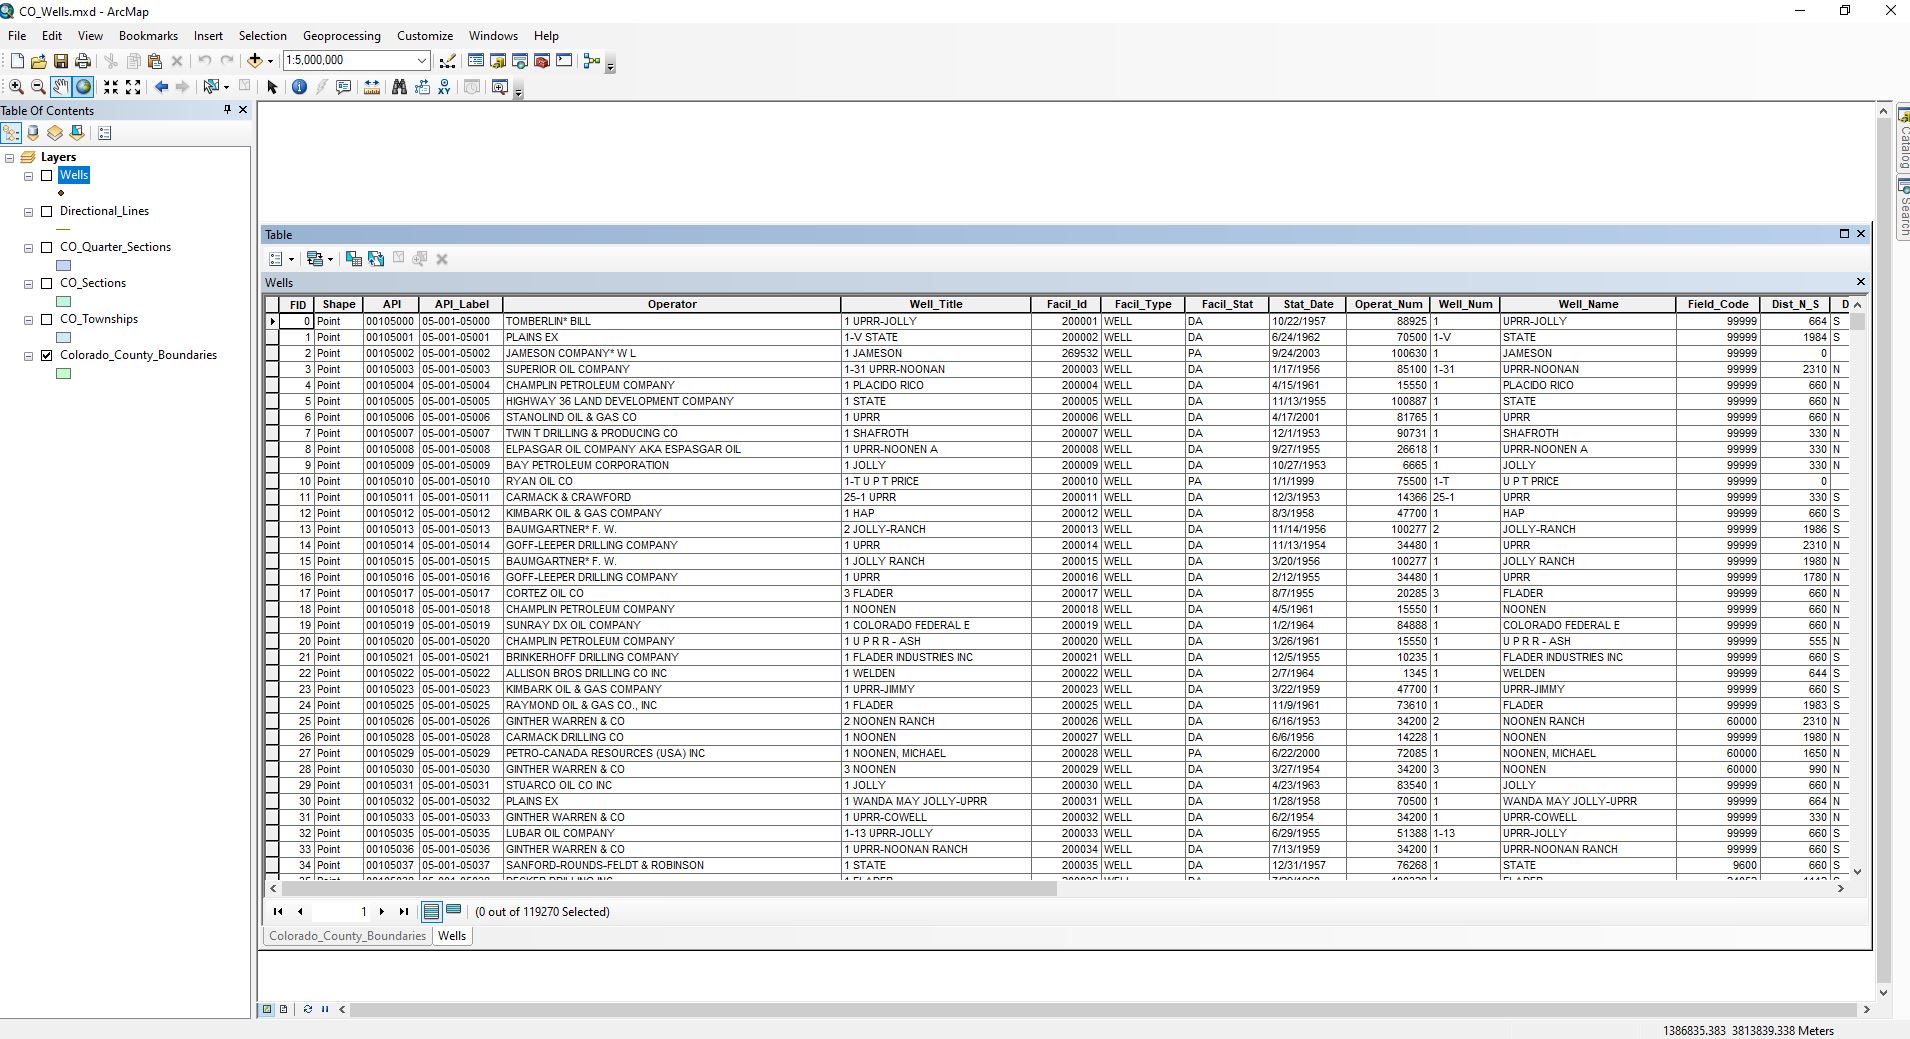 CO_Wells.mxd - ArcMap
File Edit View Bookmarks Insert Selection Geoprocessing Customize Windows Help
1:5,000,000
Table Of Contents
Layers
Wells
Directional_Lines
CO_Quarter_Sections
CO_Sections
CO_Townships
Colorado_County_Boundaries
Table
Wells
FID Shape API API_Label Operator Well_Title Facil_Id Facil_Type Facil_Stat Stat_Date Operat_Num Well_Num Well_Name Field_Code Dist_N_S D
0 Point 00105000 05-001-05000 TOMBERLIN* BILL 1 UPRR-JOLLY 200001 WELL DA 10/22/1957 88925 1 UPRR-JOLLY 99999 664 S
1 Point 00105001 05-001-05001 PLAINS EX 1-V STATE 200002 WELL DA 6/24/1962 70500 1-V STATE 99999 1984 S
2 Point 00105002 05-001-05002 JAMESON COMPANY* W L 1 JAMESON 269532 WELL PA 9/24/2003 100630 1 JAMESON 99999 0
3 Point 00105003 05-001-05003 SUPERIOR OIL COMPANY 1-31 UPRR-NOONAN 200003 WELL DA 1/17/1956 85100 1-31 UPRR-NOONAN 99999 2310 N
4 Point 00105004 05-001-05004 CHAMPLIN PETROLEUM COMPANY 1 PLACIDO RICO 200004 WELL DA 4/15/1961 15550 1 PLACIDO RICO 99999 660 N
5 Point 00105005 05-001-05005 HIGHWAY 36 LAND DEVELOPMENT COMPANY 1 STATE 200005 WELL DA 11/13/1955 100887 1 STATE 99999 660 N
6 Point 00105006 05-001-05006 STANOLIND OIL & GAS CO 1 UPRR 200006 WELL DA 4/17/2001 81765 1 UPRR 99999 660 N
7 Point 00105007 05-001-05007 TWIN T DRILLING & PRODUCING CO 1 SHAFROTH 200007 WELL DA 12/1/1953 90731 1 SHAFROTH 99999 330 N
8 Point 00105008 05-001-05008 ELPASGAR OIL COMPANY AKA ESPASGAR OIL 1 UPRR-NOONEN A 200008 WELL DA 9/27/1955 26618 1 UPRR-NOONEN A 99999 330 N
9 Point 00105009 05-001-05009 BAY PETROLEUM CORPORATION 1 JOLLY 200009 WELL DA 10/27/1953 6665 1 JOLLY 99999 330 N
10 Point 00105010 05-001-05010 RYAN OIL CO 1-T U P T PRICE 200010 WELL PA 1/1/1999 75500 1-T U P T PRICE 99999 0
11 Point 00105011 05-001-05011 CARMACK & CRAWFORD 25-1 UPRR 200011 WELL DA 12/3/1953 14366 25-1 UPRR 99999 330 S
12 Point 00105012 05-001-05012 KIMBARK OIL & GAS COMPANY 1 HAP 200012 WELL DA 8/3/1958 47700 1 HAP 99999 660 S
13 Point 00105013 05-001-05013 BAUMGARTNER* F. W. 2 JOLLY-RANCH 200013 WELL DA 11/14/1956 100277 2 JOLLY-RANCH 99999 1986 S
14 Point 00105014 05-001-05014 GOFF-LEEPER DRILLING COMPANY 1 UPRR 200014 WELL DA 11/13/1954 34480 1 UPRR 99999 2310 N
15 Point 00105015 05-001-05015 BAUMGARTNER* F. W. 1 JOLLY RANCH 200015 WELL DA 3/20/1956 100277 1 JOLLY RANCH 99999 1980 N
16 Point 00105016 05-001-05016 GOFF-LEEPER DRILLING COMPANY 1 UPRR 200016 WELL DA 2/12/1955 34480 1 UPRR 99999 1780 N
17 Point 00105017 05-001-05017 CORTEZ OIL CO 3 FLADER 200017 WELL DA 8/7/1955 20285 3 FLADER 99999 660 N
18 Point 00105018 05-001-05018 CHAMPLIN PETROLEUM COMPANY 1 NOONEN 200018 WELL DA 4/5/1961 15550 1 NOONEN 99999 660 N
19 Point 00105019 05-001-05019 SUNRAY DX OIL COMPANY 1 COLORADO FEDERAL E 200019 WELL DA 1/2/1964 84888 1 COLORADO FEDERAL E 99999 660 N
20 Point 00105020 05-001-05020 CHAMPLIN PETROLEUM COMPANY 1 U P R R - ASH 200020 WELL DA 3/26/1961 15550 1 U P R R - ASH 99999 555 N
21 Point 00105021 05-001-05021 BRINKERHOFF DRILLING COMPANY 1 FLADER INDUSTRIES INC 200021 WELL DA 12/5/1955 10235 1 FLADER INDUSTRIES INC 99999 660 S
22 Point 00105022 05-001-05022 ALLISON BROS DRILLING CO INC 1 WELDEN 200022 WELL DA 2/7/1964 1345 1 WELDEN 99999 644 S
23 Point 00105023 05-001-05023 KIMBARK OIL & GAS COMPANY 1 UPRR-JIMMY 200023 WELL DA 3/22/1959 47700 1 UPRR-JIMMY 99999 660 S
24 Point 00105025 05-001-05025 RAYMOND OIL & GAS CO., INC 1 FLADER 200025 WELL DA 11/9/1961 73610 1 FLADER 99999 1983 S
25 Point 00105026 05-001-05026 GINTHER WARREN & CO 2 NOONEN RANCH 200026 WELL DA 6/16/1953 34200 2 NOONEN RANCH 60000 2310 N
26 Point 00105028 05-001-05028 CARMACK DRILLING CO 1 NOONEN 200027 WELL DA 6/6/1956 14228 1 NOONEN 99999 1980 N
27 Point 00105029 05-001-05029 PETRO-CANADA RESOURCES (USA) INC 1 NOONEN, MICHAEL 200028 WELL PA 6/22/2000 72085 1 NOONEN, MICHAEL 60000 1650 N
28 Point 00105030 05-001-05030 GINTHER WARREN & CO 3 NOONEN 200029 WELL DA 3/27/1954 34200 3 NOONEN 60000 990 N
29 Point 00105031 05-001-05031 STUARCO OIL CO INC 1 JOLLY 200030 WELL DA 4/23/1963 83540 1 JOLLY 99999 660 N
30 Point 00105032 05-001-05032 PLAINS EX 1 WANDA MAY JOLLY-UPRR 200031 WELL DA 1/28/1958 70500 1 WANDA MAY JOLLY-UPRR 99999 664 N
31 Point 00105033 05-001-05033 GINTHER WARREN & CO 1 UPRR-COWELL 200032 WELL DA 6/2/1954 34200 1 UPRR-COWELL 99999 330 N
32 Point 00105035 05-001-05035 LUBAR OIL COMPANY 1-13 UPRR-JOLLY 200033 WELL DA 6/29/1955 51388 1-13 UPRR-JOLLY 99999 660 S
33 Point 00105036 05-001-05036 GINTHER WARREN & CO 1 UPRR-NOONAN RANCH 200034 WELL DA 7/13/1959 34200 1 UPRR-NOONAN RANCH 99999 660 S
34 Point 00105037 05-001-05037 SANFORD-ROUNDS-FELDT & ROBINSON 1 STATE 200035 WELL DA 12/31/1957 76268 1 STATE 9600 660 S
1 (0 out of 119270 Selected)
Colorado_County_Boundaries Wells
Catalog
Search
1386835.383 3813839.338 Meters